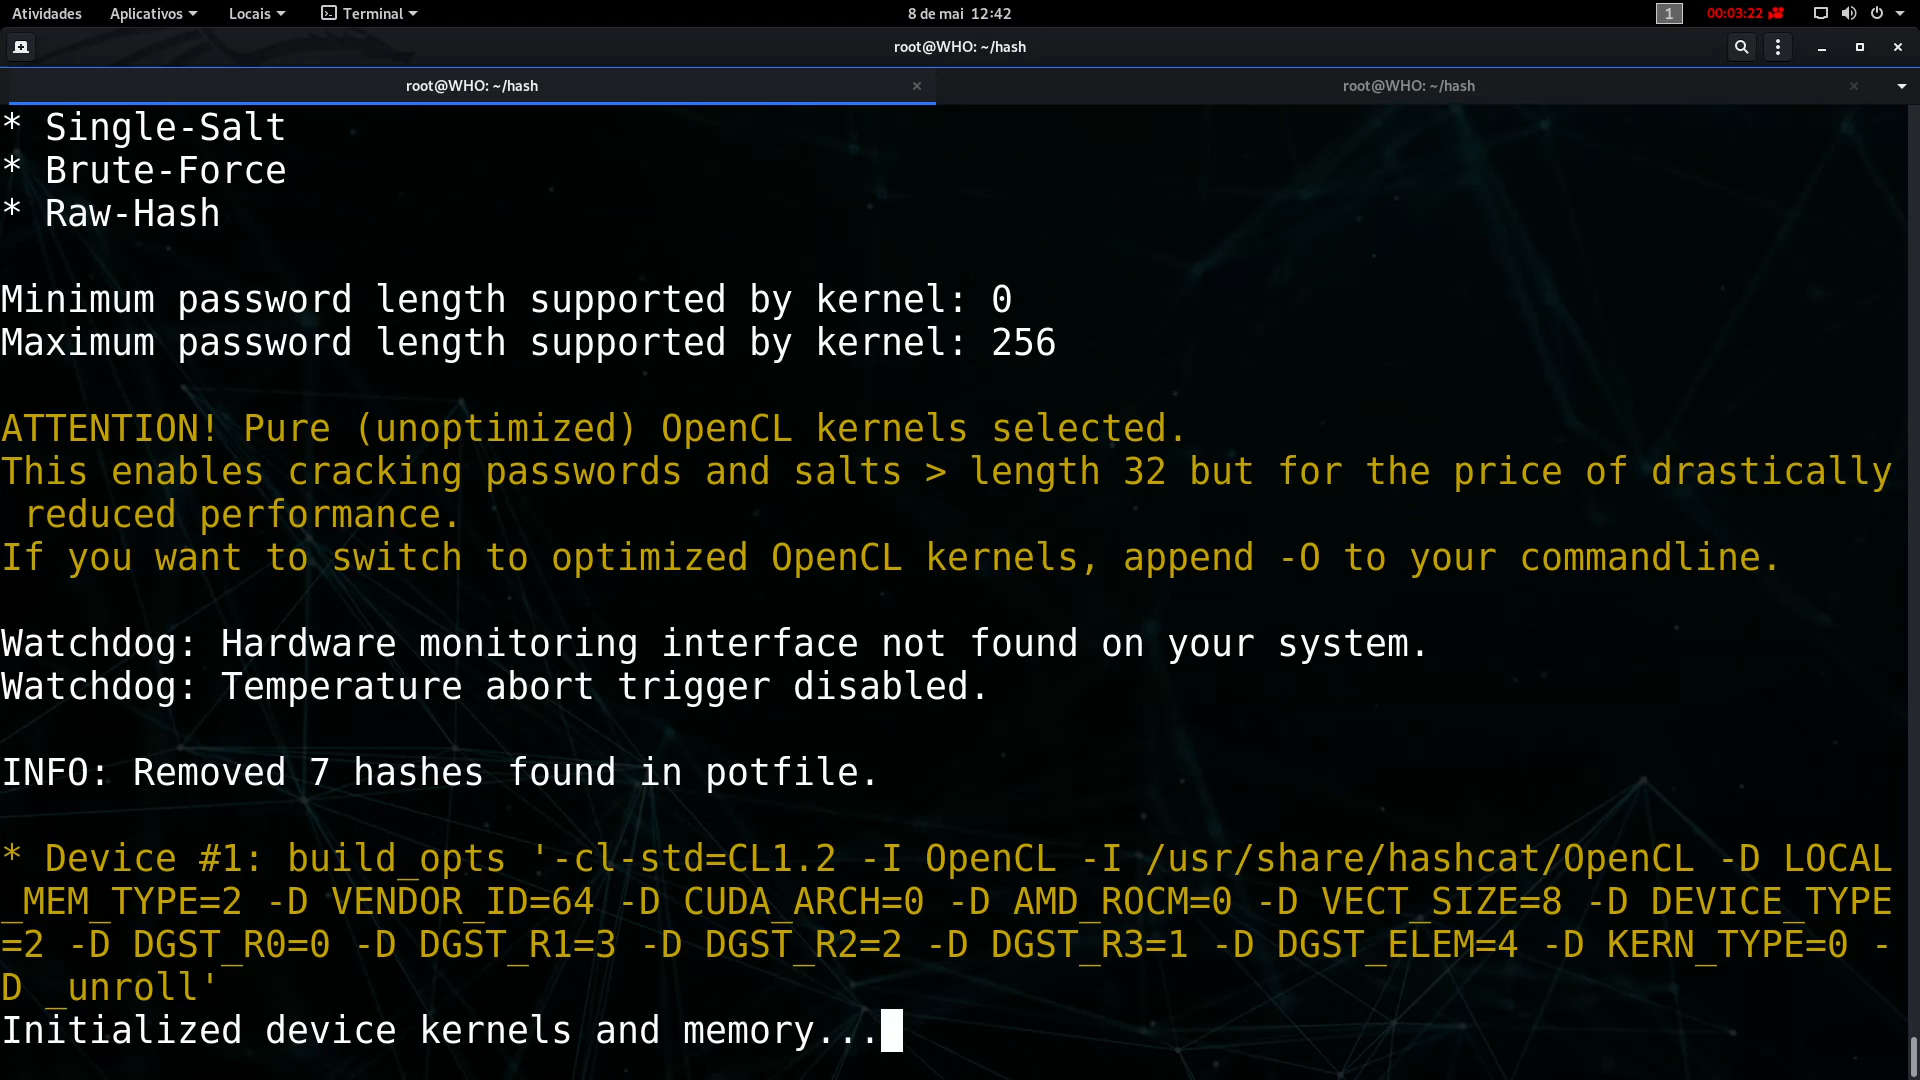 Atividades Aplicativos Locais Terminal 8 de mai 12:42 1 00:03:22
root@WHO: ~/hash
root@WHO: ~/hash × root@WHO: ~/hash ×
* Single-Salt
* Brute-Force
* Raw-Hash
Minimum password length supported by kernel: 0
Maximum password length supported by kernel: 256
ATTENTION! Pure (unoptimized) OpenCL kernels selected.
This enables cracking passwords and salts > length 32 but for the price of drastically
reduced performance.
If you want to switch to optimized OpenCL kernels, append -O to your commandline.
Watchdog: Hardware monitoring interface not found on your system.
Watchdog: Temperature abort trigger disabled.
INFO: Removed 7 hashes found in potfile.
* Device #1: build_opts '-cl-std=CL1.2 -I OpenCL -I /usr/share/hashcat/OpenCL -D LOCAL
_MEM_TYPE=2 -D VENDOR_ID=64 -D CUDA_ARCH=0 -D AMD_ROCM=0 -D VECT_SIZE=8 -D DEVICE_TYPE
=2 -D DGST_R0=0 -D DGST_R1=3 -D DGST_R2=2 -D DGST_R3=1 -D DGST_ELEM=4 -D KERN_TYPE=0 -
D _unroll'
Initialized device kernels and memory...